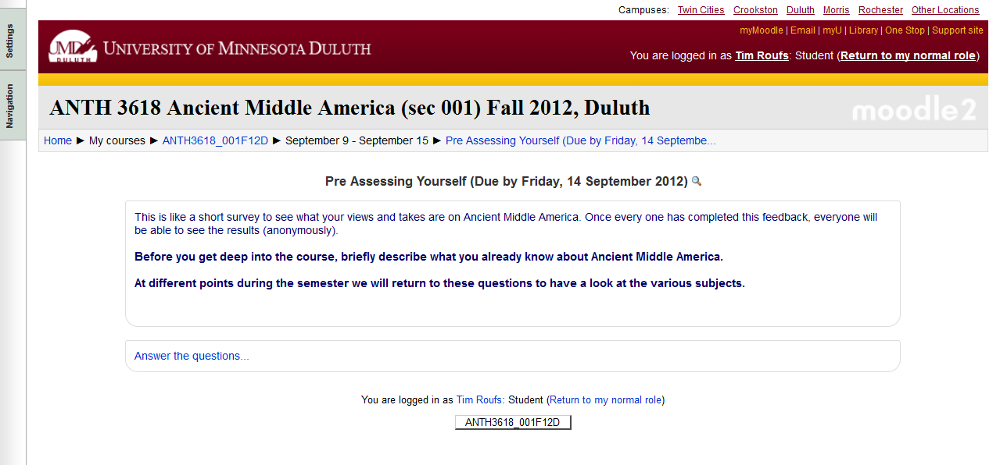 Campuses: Twin Cities Crookston Duluth Morris Rochester Other Locations
myMoodle | Email | myU | Library | One Stop | Support site
UMD
DULUTH
UNIVERSITY OF MINNESOTA DULUTH
You are logged in as Tim Roufs: Student (Return to my normal role)
Settings
Navigation
ANTH 3618 Ancient Middle America (sec 001) Fall 2012, Duluth
moodle2
Home ► My courses ► ANTH3618_001F12D ► September 9 - September 15 ► Pre Assessing Yourself (Due by Friday, 14 Septembe...
Pre Assessing Yourself (Due by Friday, 14 September 2012)
This is like a short survey to see what your views and takes are on Ancient Middle America. Once every one has completed this feedback, everyone will
be able to see the results (anonymously).
Before you get deep into the course, briefly describe what you already know about Ancient Middle America.
At different points during the semester we will return to these questions to have a look at the various subjects.
Answer the questions...
You are logged in as Tim Roufs: Student (Return to my normal role)
ANTH3618_001F12D